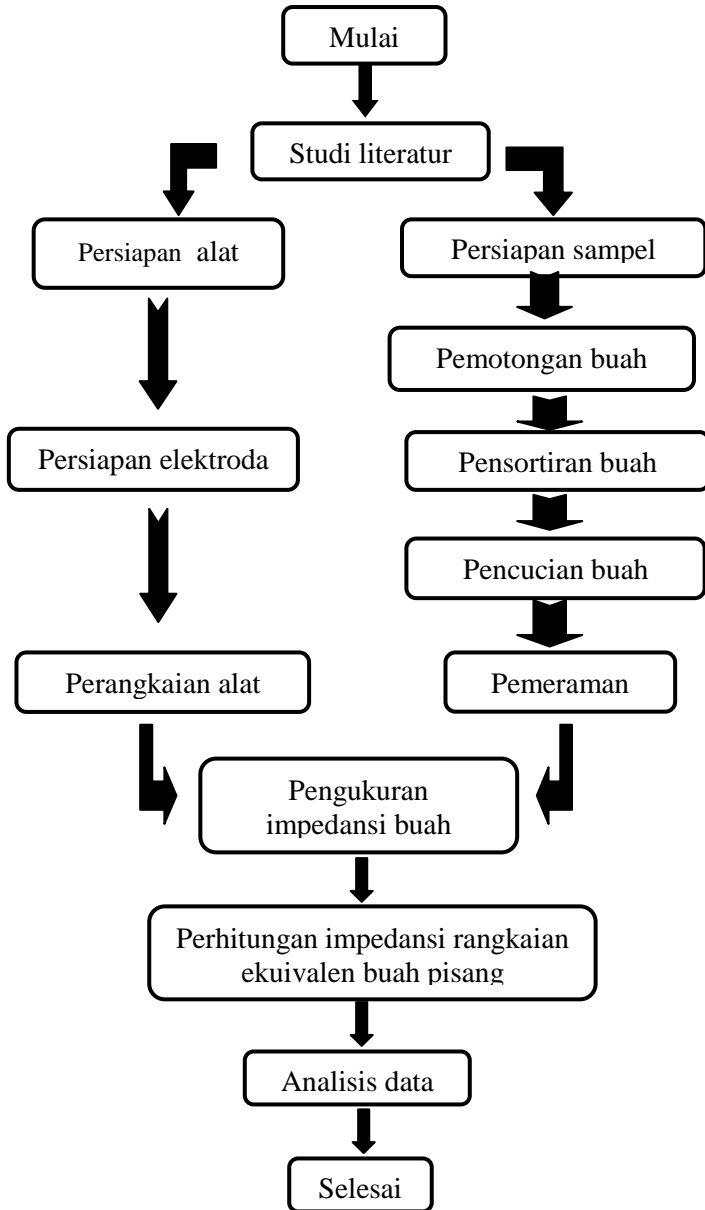 Mulai
Studi literatur
Persiapan alat
Persiapan sampel
Pemotongan buah
Persiapan elektroda
Pensortiran buah
Pencucian buah
Perangkaian alat
Pemeraman
Pengukuran
impedansi buah
Perhitungan impedansi rangkaian
ekuivalen buah pisang
Analisis data
Selesai